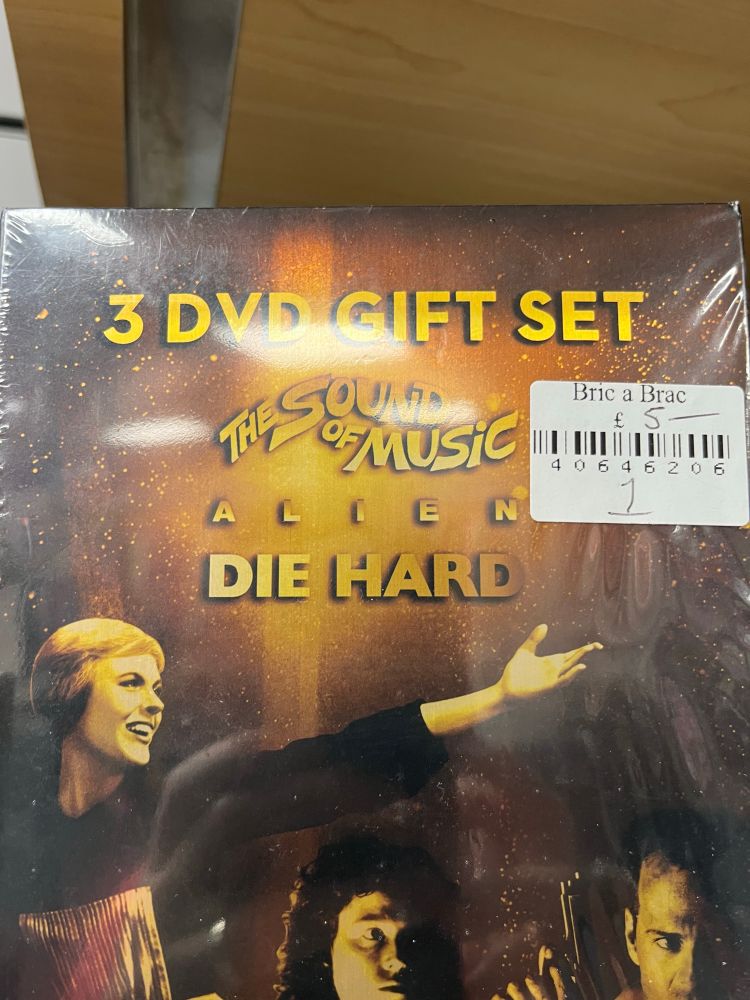 3 DVD GIFT SET
THE SOUND
OF MUSIC
ALIEN
DIE HARD
Bric a Brac
£ 5 —
40646206
1